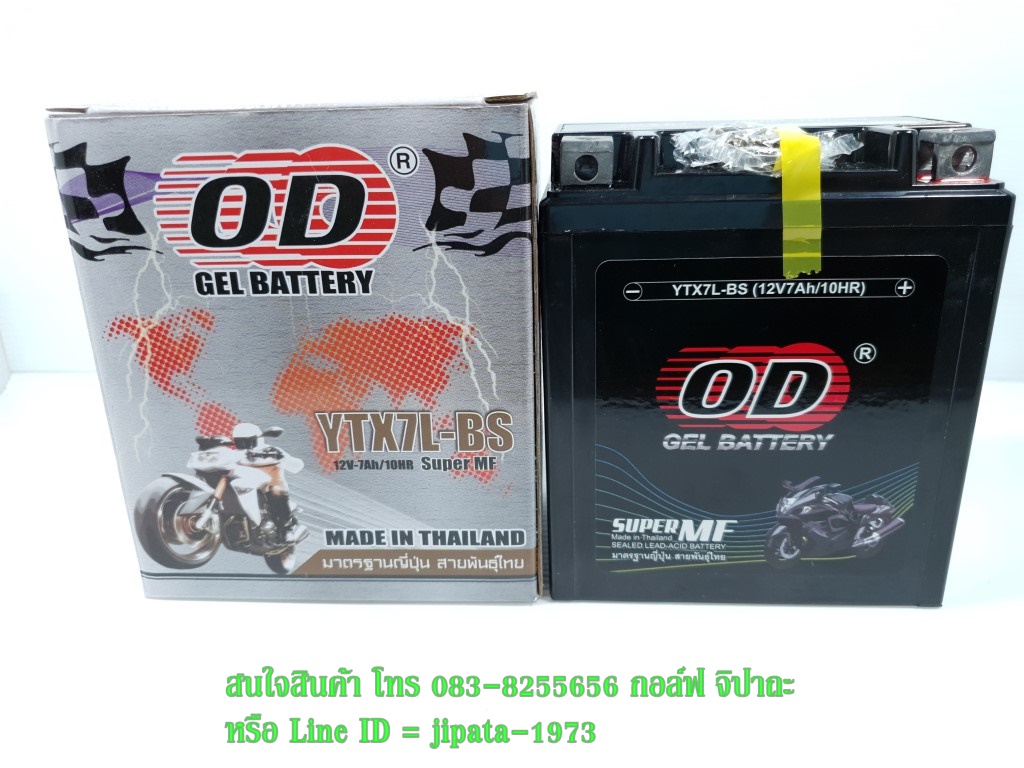 OD ®
GEL BATTERY
YTX7L-BS
12V-7Ah/10HR Super MF
MADE IN THAILAND
มาตรฐานญี่ปุ่น สายพันธุ์ไทย
YTX7L-BS (12V7Ah/10HR)
OD ®
GEL BATTERY
SUPER MF
Made in Thailand
SEALED LEAD-ACID BATTERY
มาตรฐานญี่ปุ่น สายพันธุ์ไทย
สนใจสินค้า โทร 083-8255656 กอล์ฟ จิปาถะ
หรือ Line ID = jipata-1973